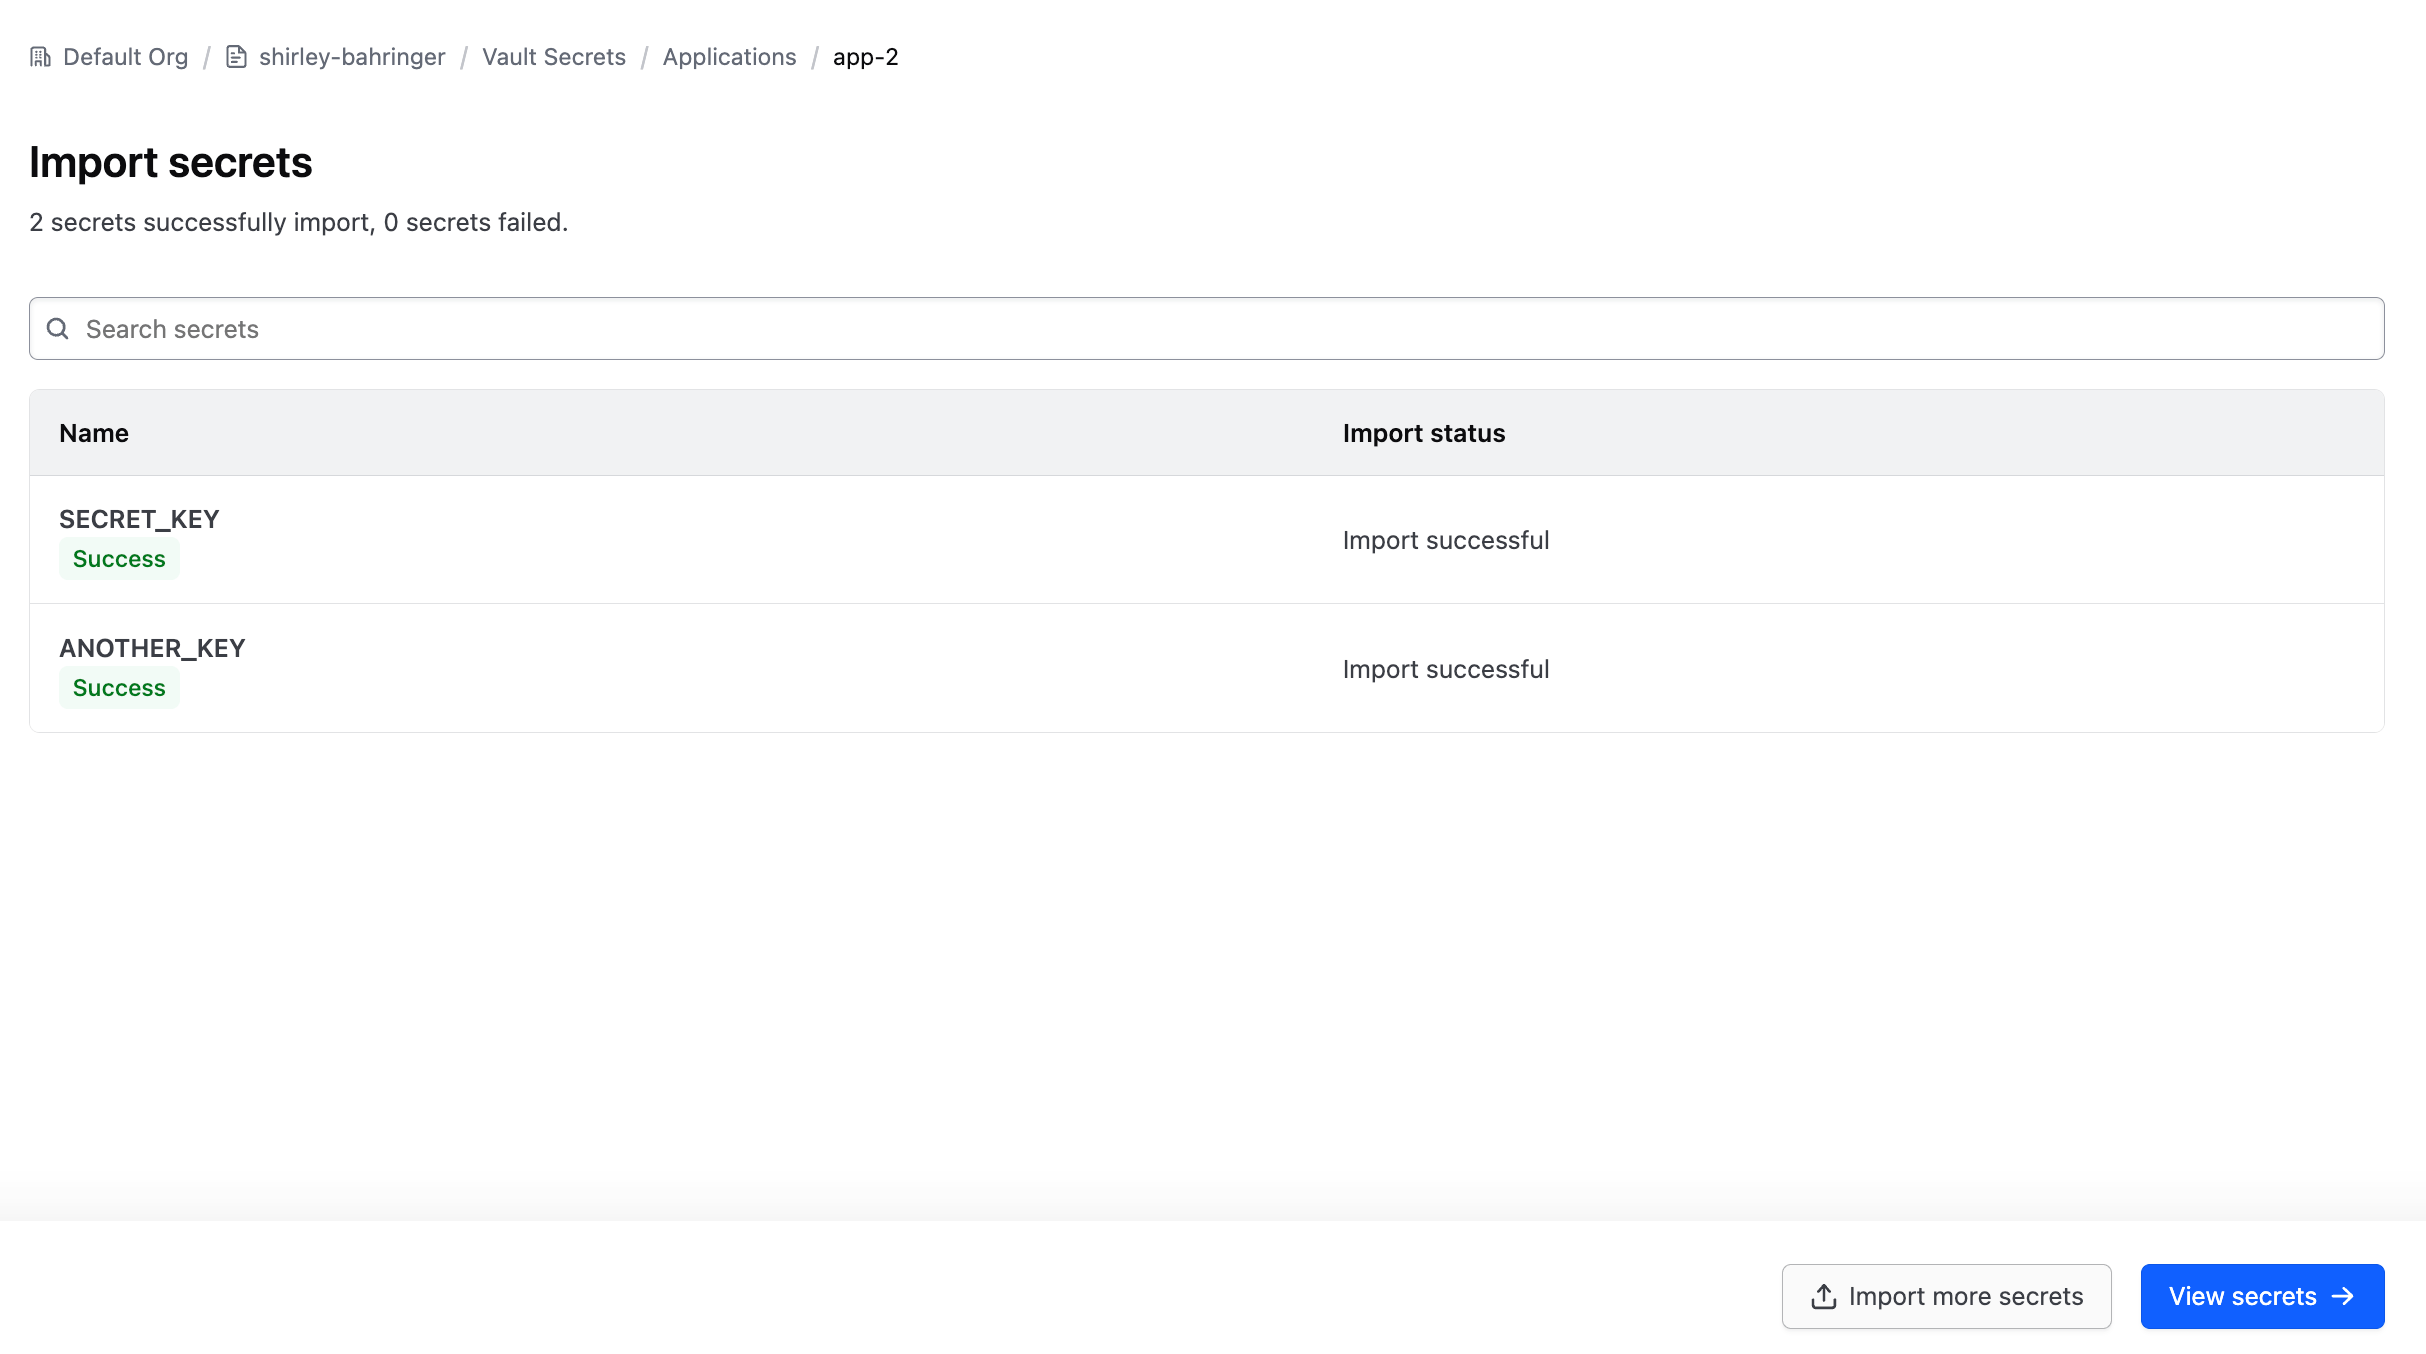 Default Org / shirley-bahringer / Vault Secrets / Applications / app-2
Import secrets
2 secrets successfully import, 0 secrets failed.
Search secrets
Name Import status
SECRET_KEY
Success
Import successful
ANOTHER_KEY
Success
Import successful
Import more secrets View secrets